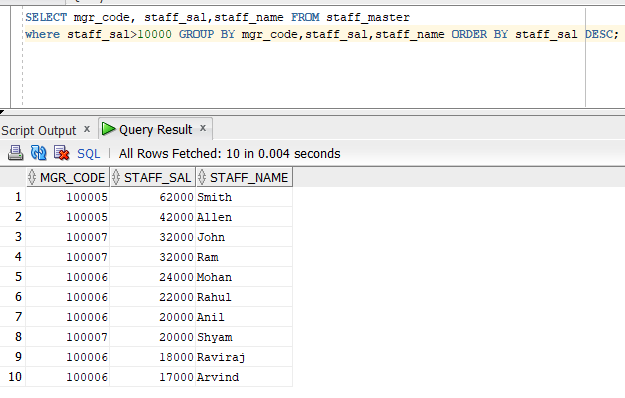 SELECT mgr_code, staff_sal,staff_name FROM staff_master
where staff_sal>10000 GROUP BY mgr_code,staff_sal,staff_name ORDER BY staff_sal DESC;
Script Output x Query Result x
SQL All Rows Fetched: 10 in 0.004 seconds
MGR_CODE STAFF_SAL STAFF_NAME
1 100005 62000 Smith
2 100005 42000 Allen
3 100007 32000 John
4 100007 32000 Ram
5 100006 24000 Mohan
6 100006 22000 Rahul
7 100006 20000 Anil
8 100007 20000 Shyam
9 100006 18000 Raviraj
10 100006 17000 Arvind